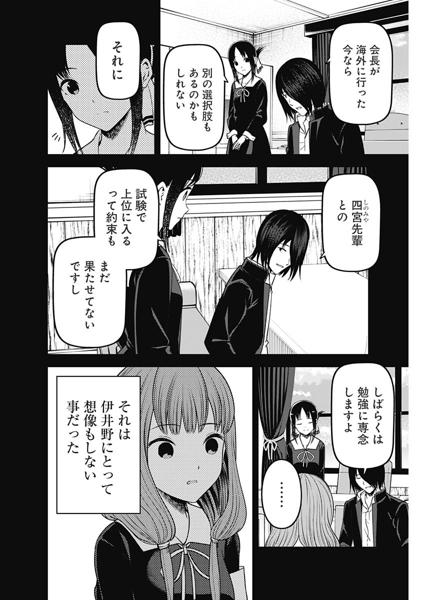 会長が
海外に行った
今なら
別の選択肢も
あるのかも
しれない
それに
四宮先輩
しのみや
との
試験で
上位に入る
って約束も
まだ
果たせてない
ですし
しばらくは
勉強に専念
しますよ
……
それは
伊井野にとって
想像もしない
事だった